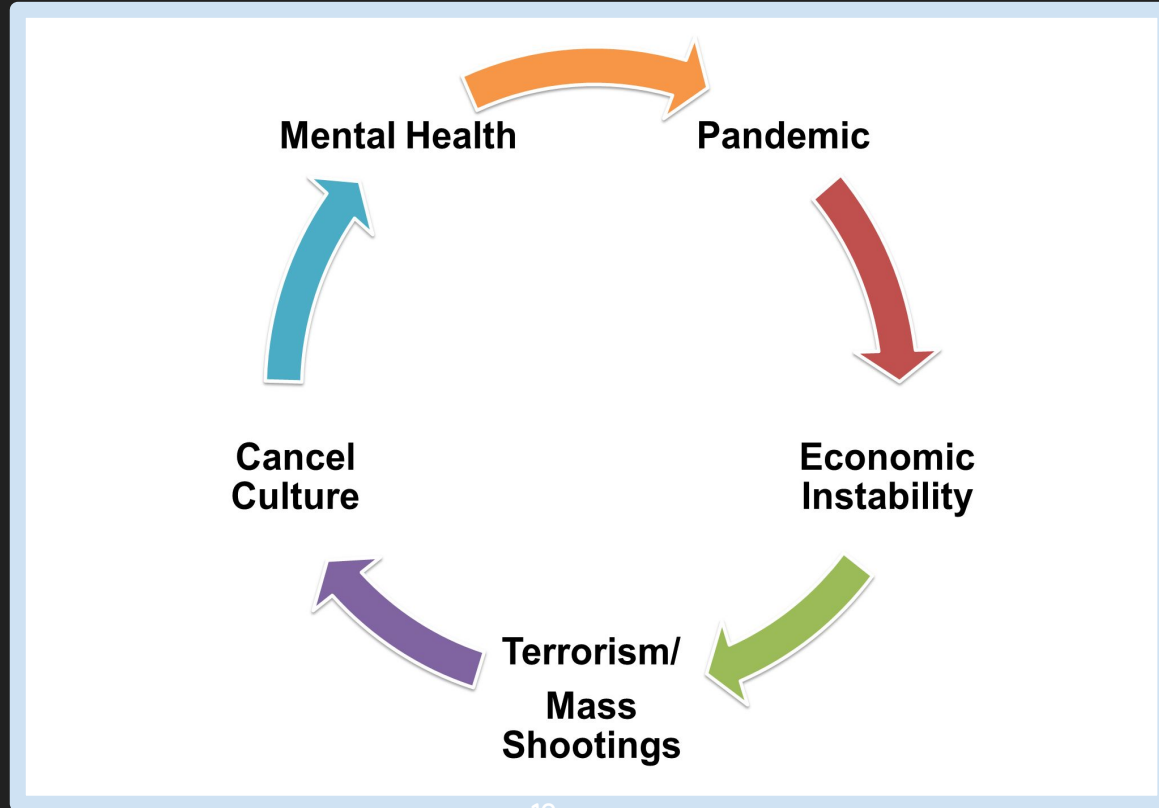 Mental Health
Pandemic
Economic
Instability
Terrorism/
Mass
Shootings
Cancel
Culture